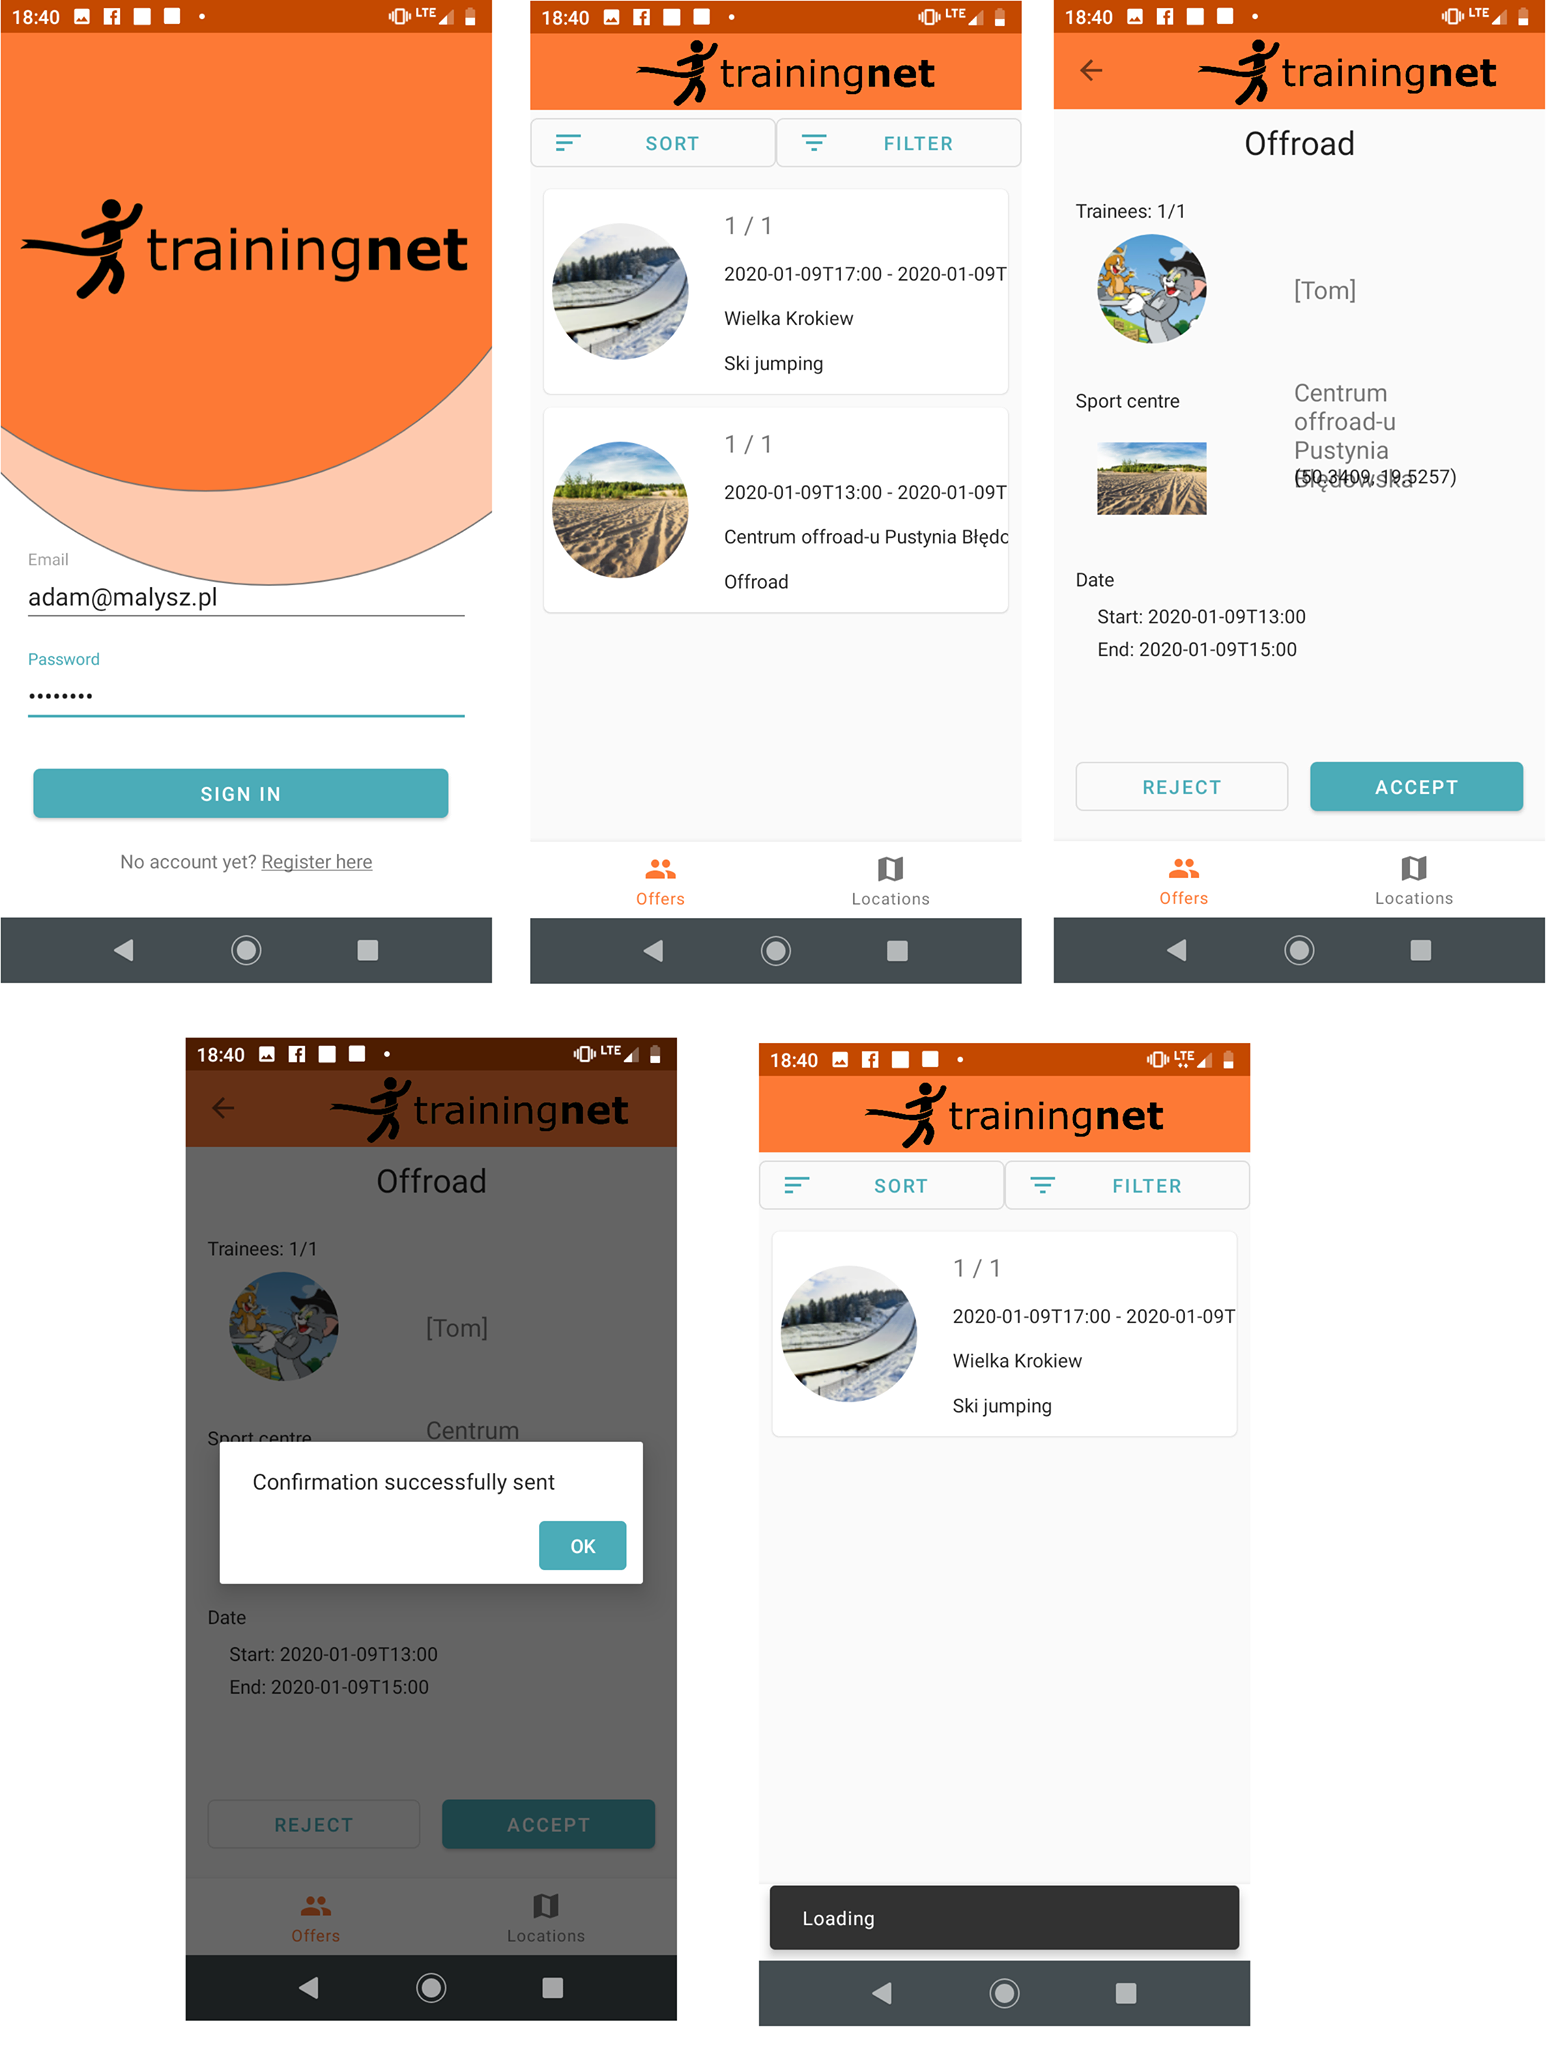 18:40 LTE
trainingnet
Email
adam@malysz.pl
Password
••••••••
SIGN IN
No account yet? Register here
18:40 LTE
trainingnet
SORT FILTER
1 / 1
2020-01-09T17:00 - 2020-01-09T
Wielka Krokiew
Ski jumping
1 / 1
2020-01-09T13:00 - 2020-01-09T
Centrum offroad-u Pustynia Błędo
Offroad
Offers Locations
18:40 LTE
trainingnet
Offroad
Trainees: 1/1
[Tom]
Sport centre
Centrum
offroad-u
Pustynia
Błędowska
(50.3409, 19.5257)
Date
Start: 2020-01-09T13:00
End: 2020-01-09T15:00
REJECT ACCEPT
Offers Locations
18:40 LTE
trainingnet
Offroad
Trainees: 1/1
[Tom]
Sport centre
Centrum
Confirmation successfully sent
OK
Date
Start: 2020-01-09T13:00
End: 2020-01-09T15:00
REJECT ACCEPT
Offers Locations
18:40 LTE
trainingnet
SORT FILTER
1 / 1
2020-01-09T17:00 - 2020-01-09T
Wielka Krokiew
Ski jumping
Loading